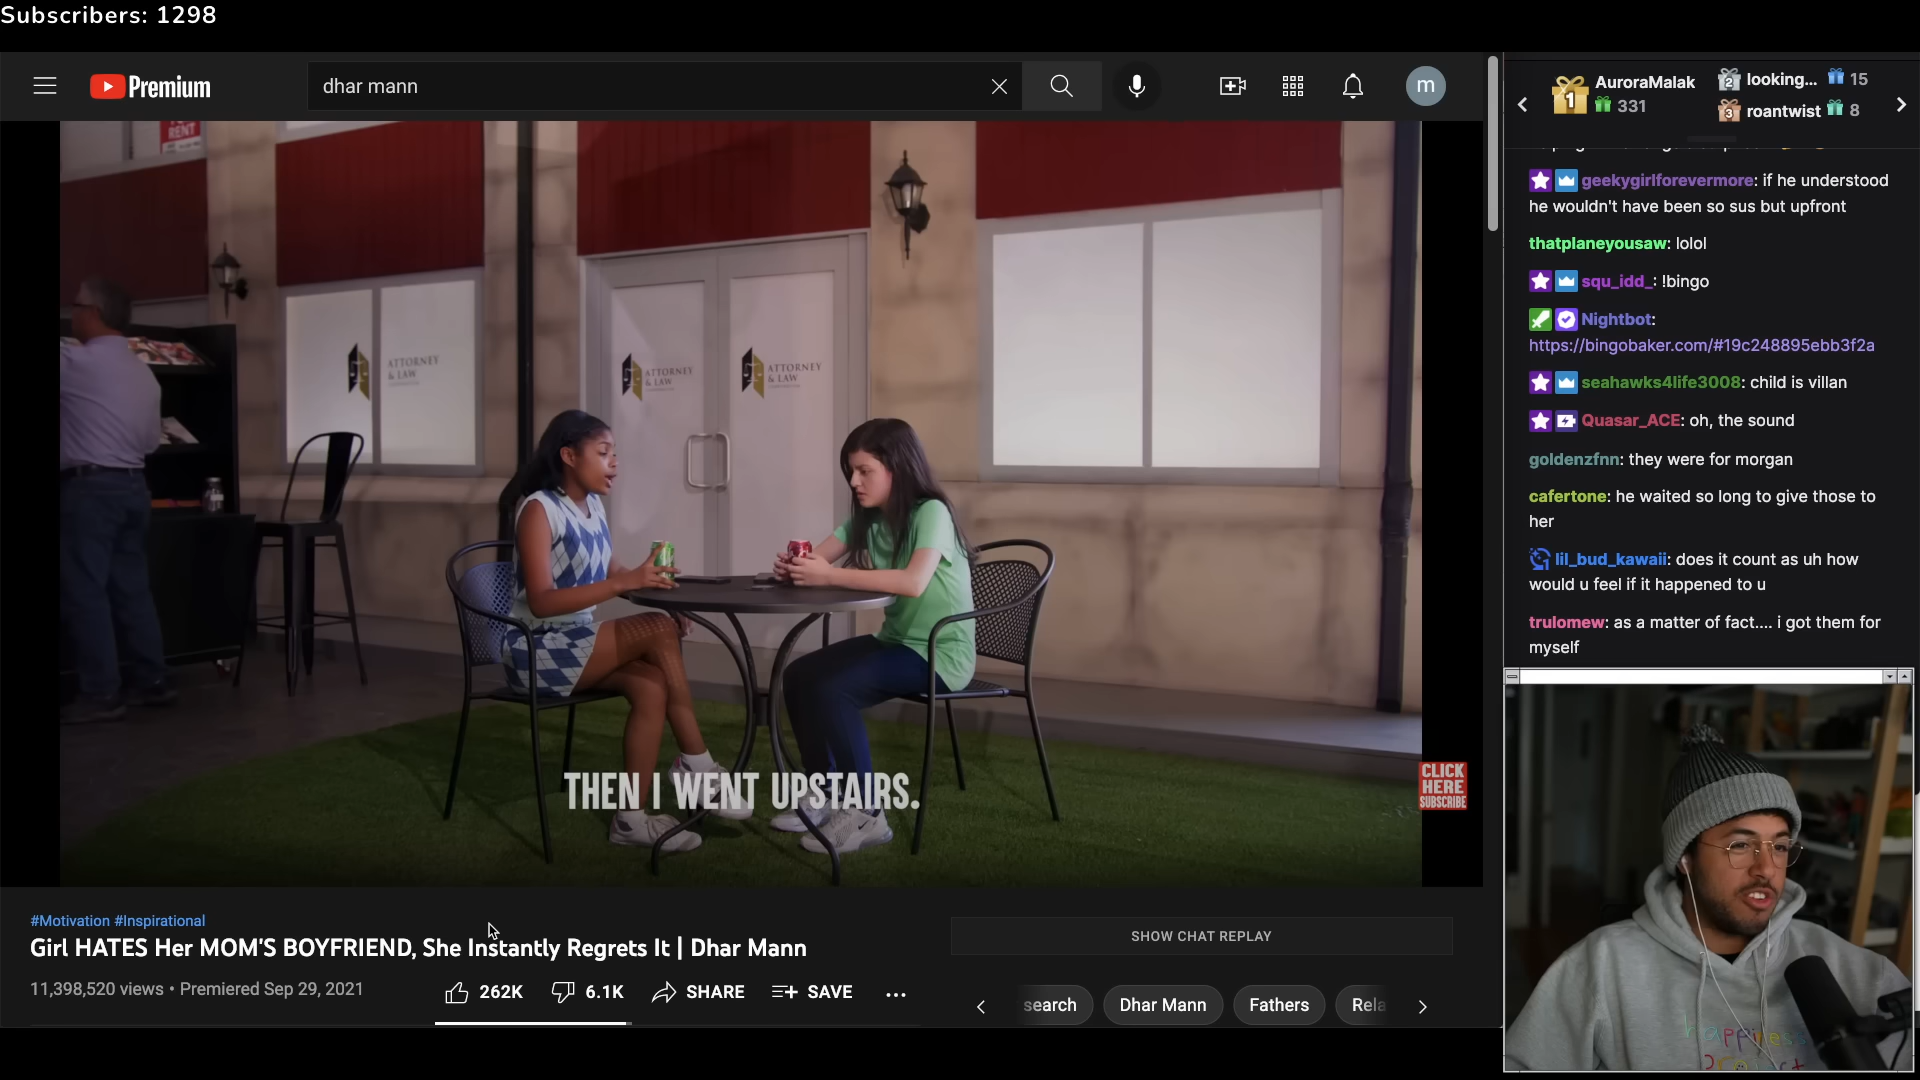 Subscribers: 1298
Premium
dhar mann
m
1
AuroraMalak
331
2
looking...
15
3
roantwist
8
RENT
geekygirlforevermore: if he understood
he wouldn't have been so sus but upfront
thatplaneyousaw: lolol
squ_idd_: !bingo
Nightbot:
https://bingobaker.com/#19c248895ebb3f2a
seahawks4life3008: child is villan
Quasar_ACE: oh, the sound
goldenzfnn: they were for morgan
cafertone: he waited so long to give those to
her
lil_bud_kawaii: does it count as uh how
would u feel if it happened to u
trulomew: as a matter of fact.... i got them for
myself
ATTORNEY
& LAW
ATTORNEY
& LAW
ATTORNEY
& LAW
THEN I WENT UPSTAIRS.
CLICK
HERE
SUBSCRIBE
#Motivation #Inspirational
Girl HATES Her MOM'S BOYFRIEND, She Instantly Regrets It | Dhar Mann
11,398,520 views • Premiered Sep 29, 2021
262K
6.1K
SHARE
SAVE
SHOW CHAT REPLAY
search
Dhar Mann
Fathers
Rela
happiness